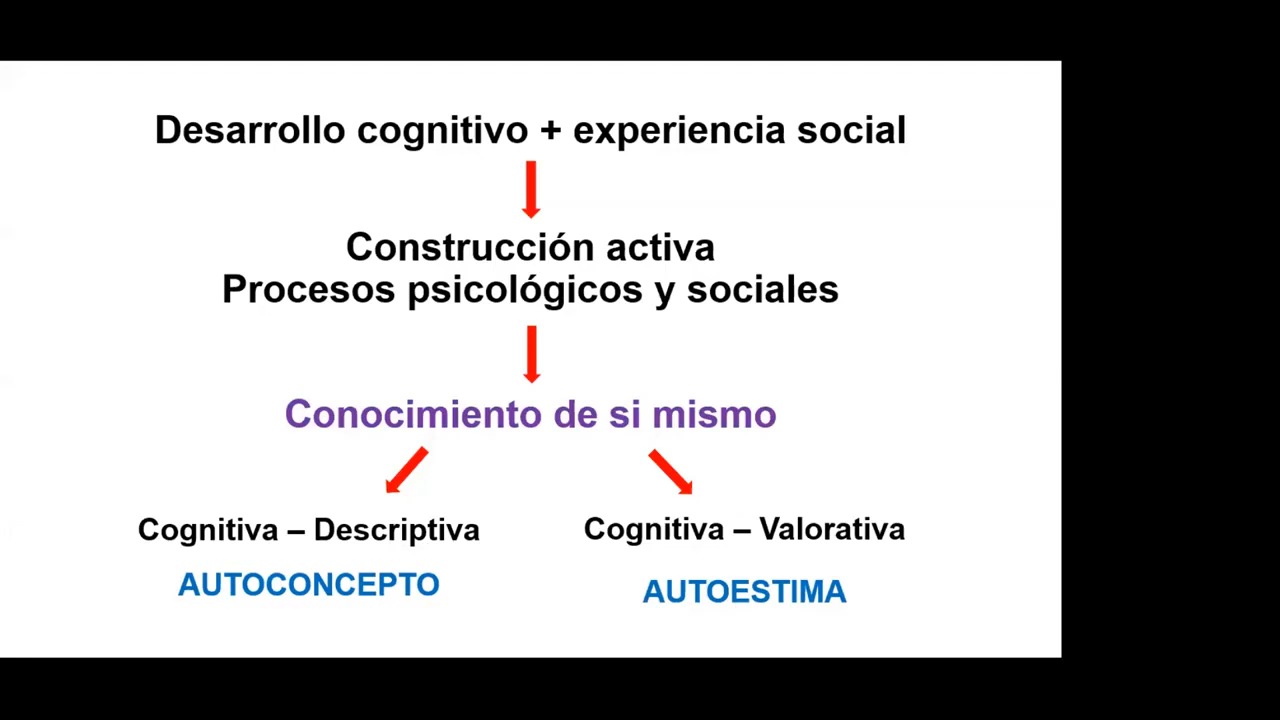 Desarrollo cognitivo + experiencia social
Construcción activa
Procesos psicológicos y sociales
Conocimiento de si mismo
Cognitiva – Descriptiva
AUTOCONCEPTO
Cognitiva – Valorativa
AUTOESTIMA